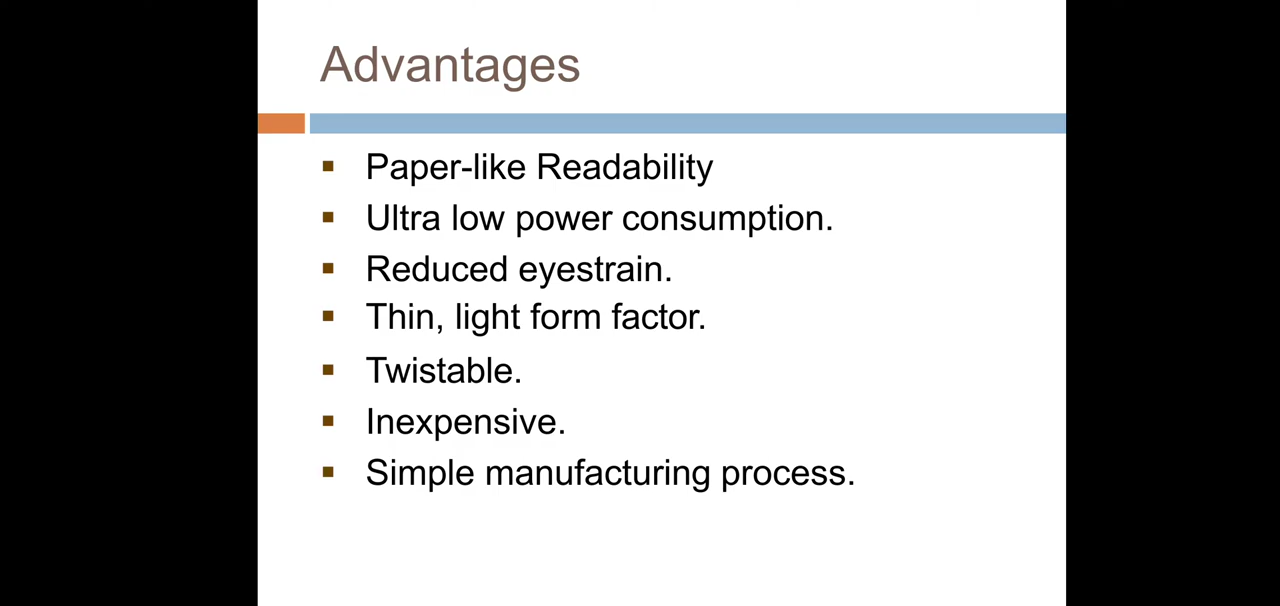 Advantages
▪ Paper-like Readability
▪ Ultra low power consumption.
▪ Reduced eyestrain.
▪ Thin, light form factor.
▪ Twistable.
▪ Inexpensive.
▪ Simple manufacturing process.